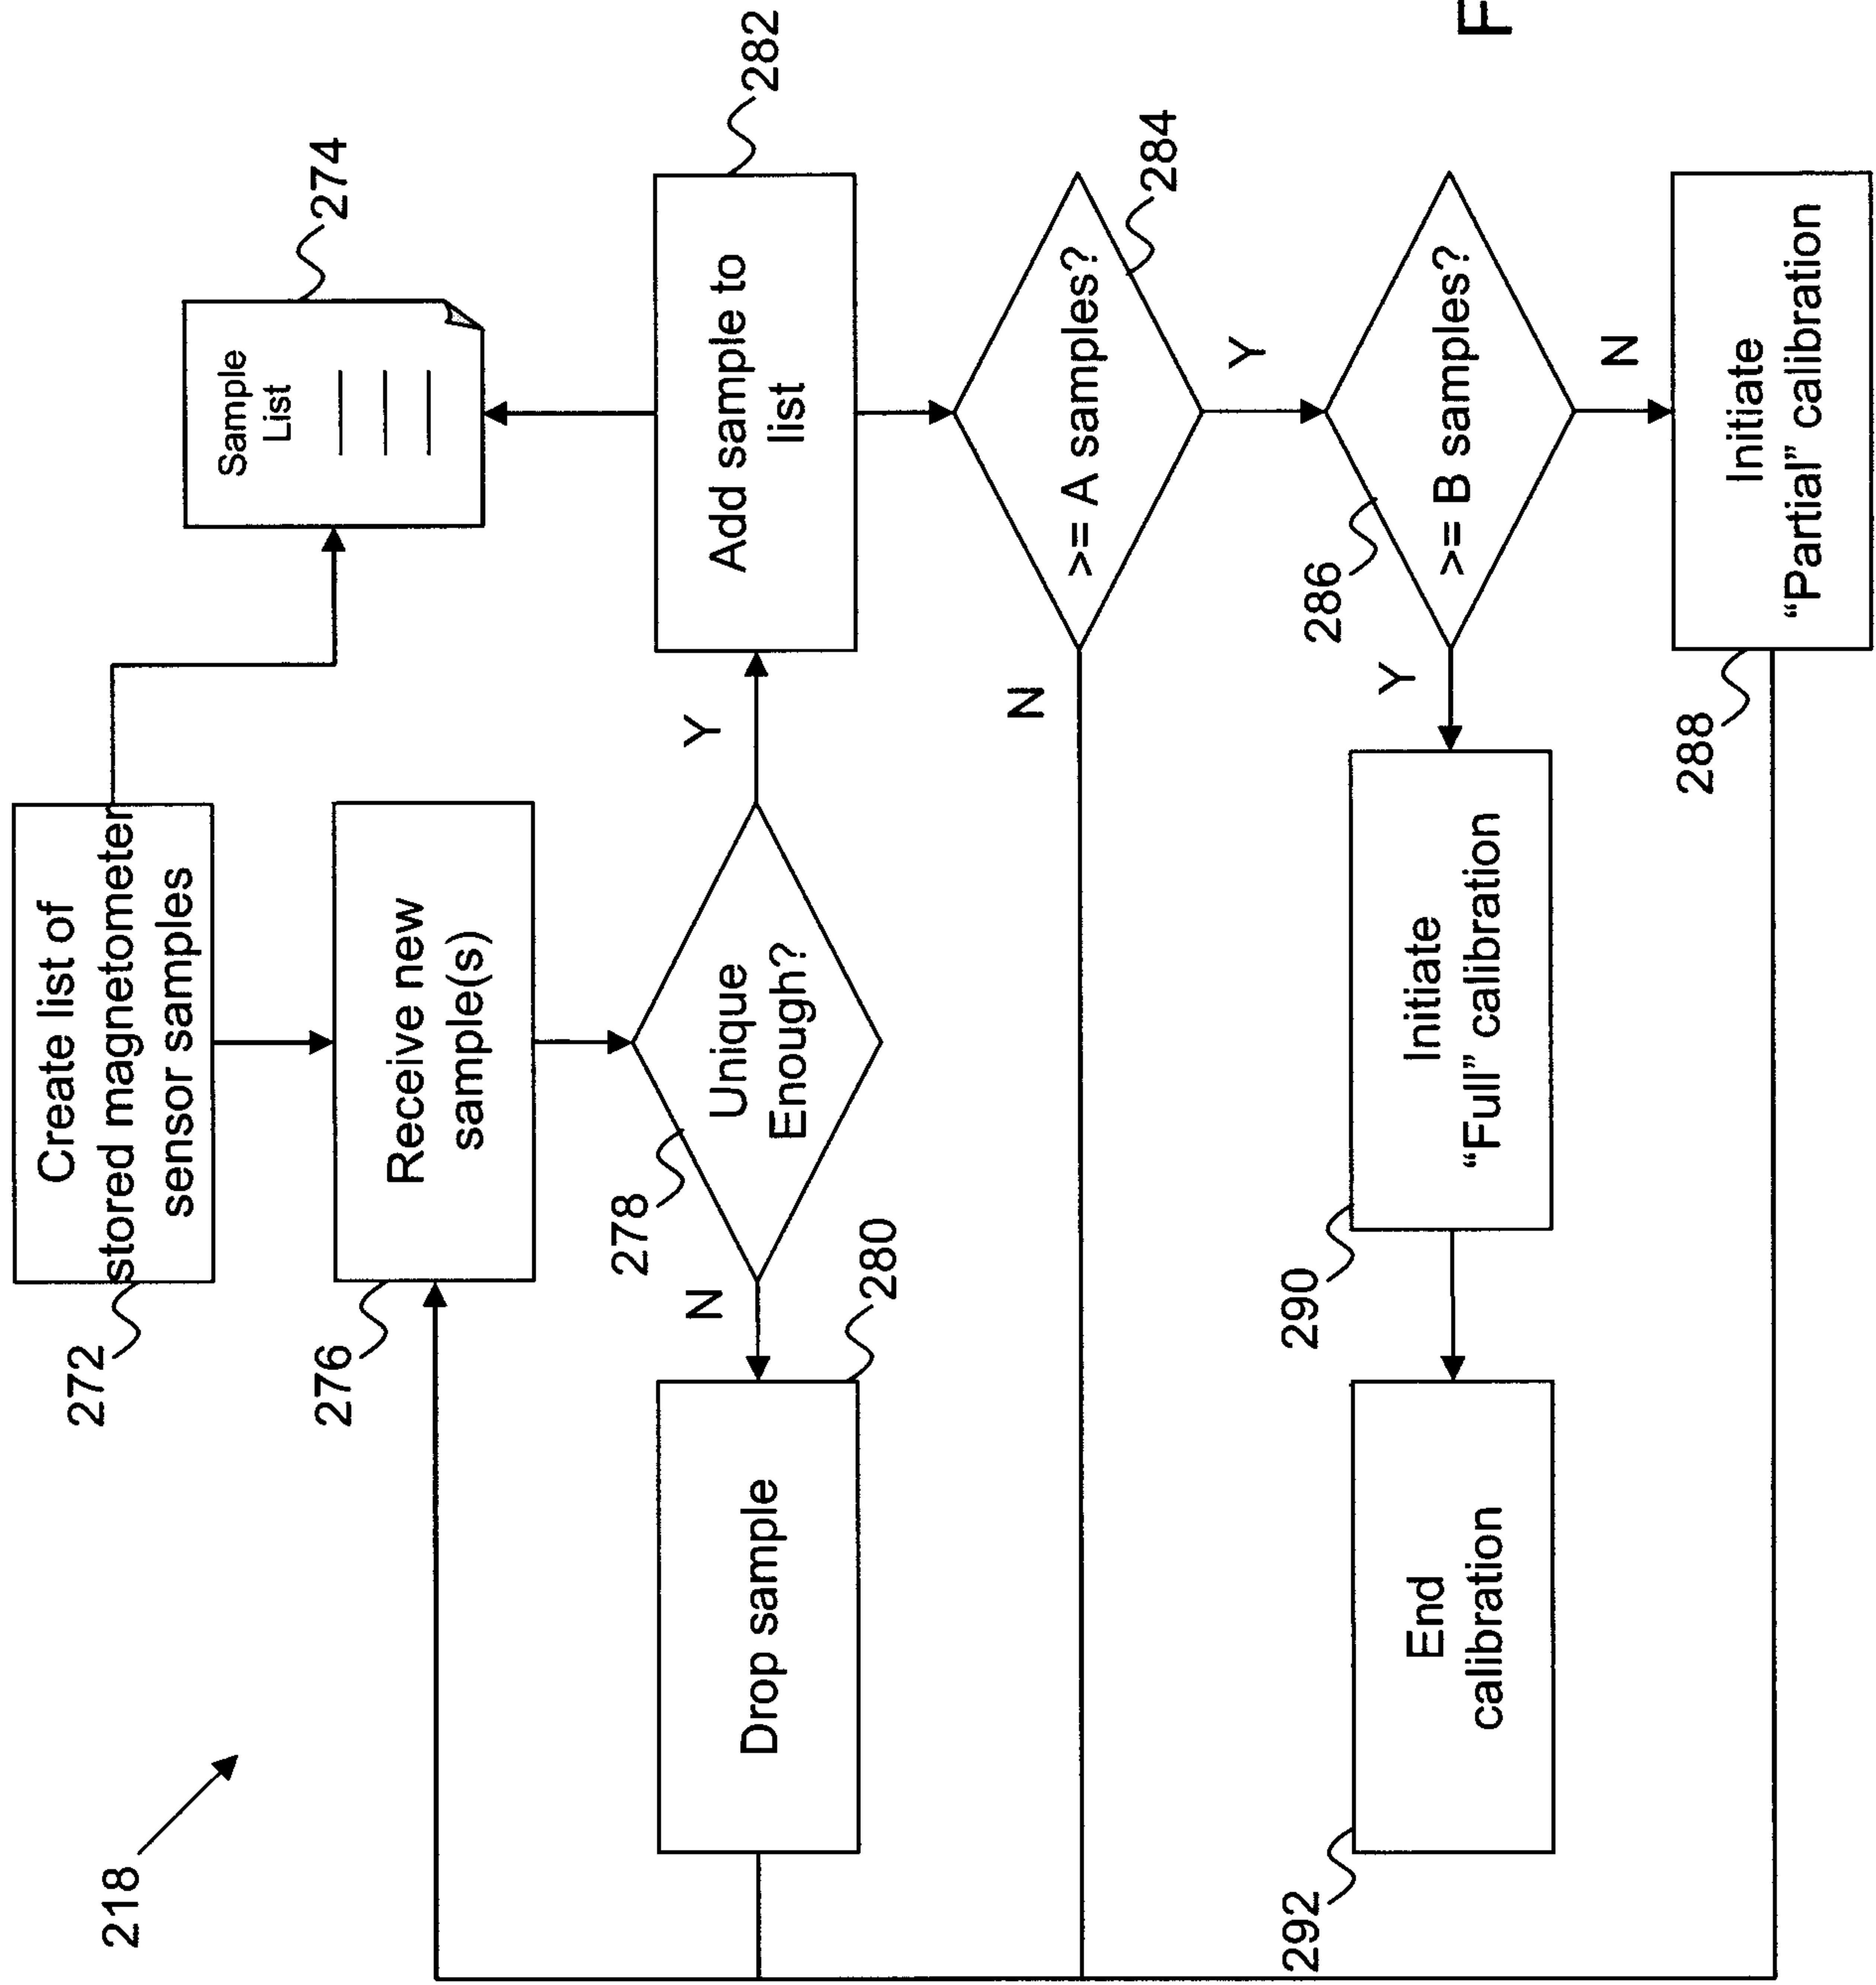 218
272
Create list of
stored magnetometer
sensor samples
274
Sample
List
276
Receive new
sample(s)
278
Unique
Enough?
N
Y
280
Drop sample
282
Add sample to
list
284
>= A samples?
N
Y
286
>= B samples?
Y
N
290
Initiate
“Full” calibration
292
End
calibration
288
Initiate
“Partial” calibration
F